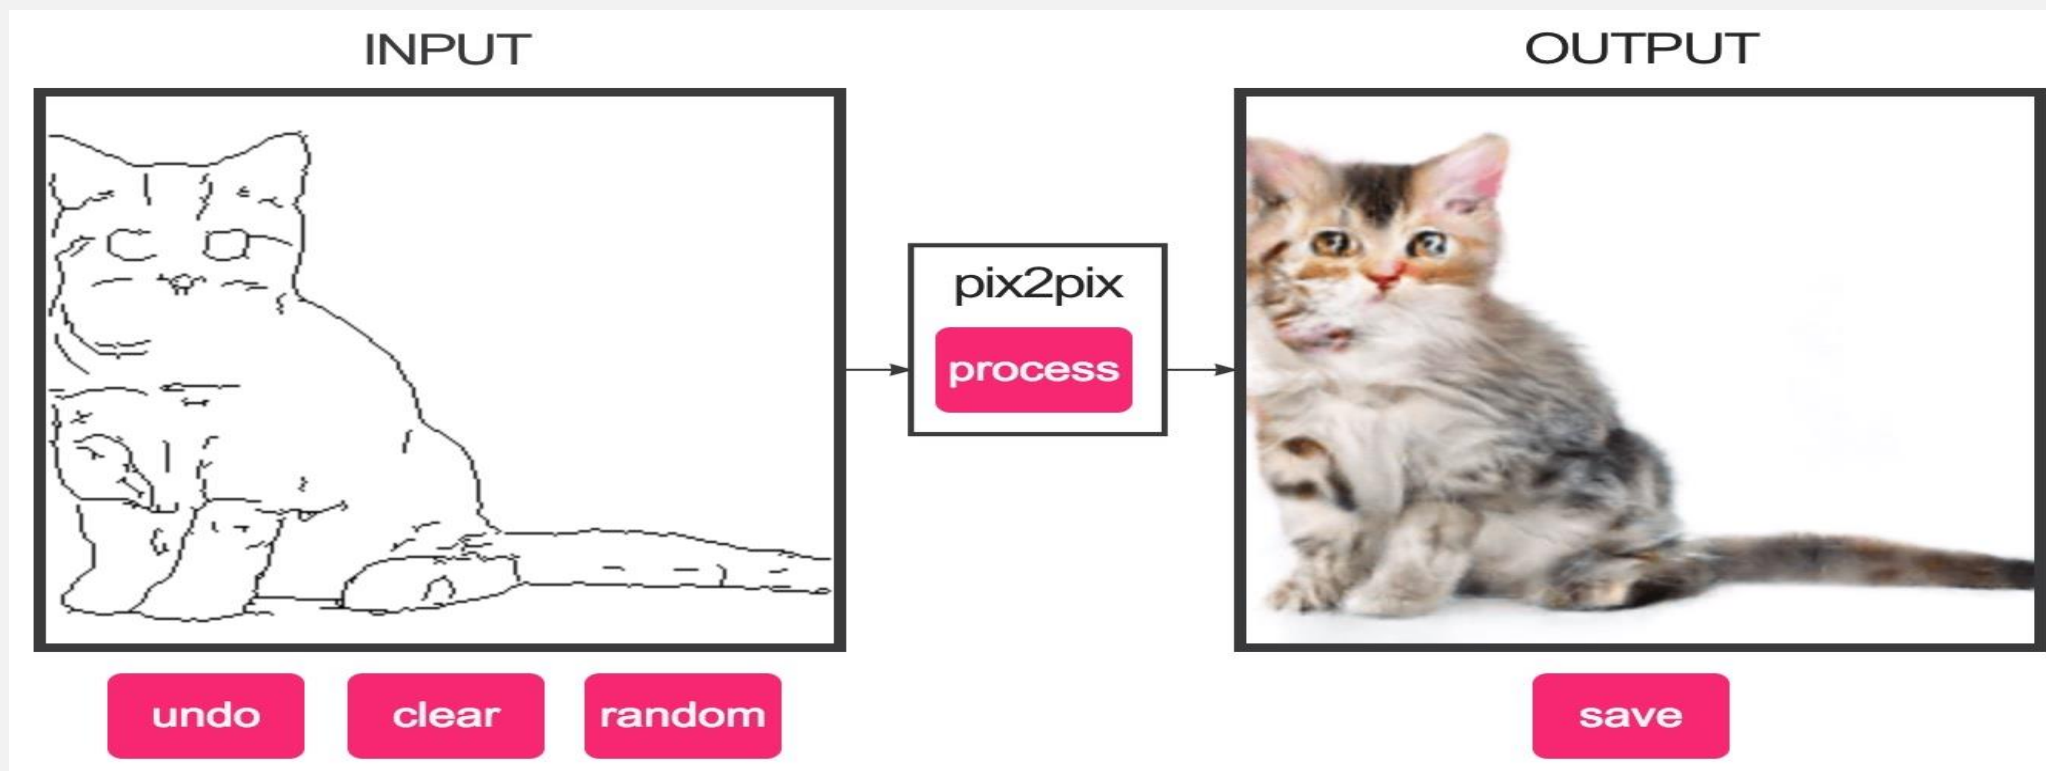 INPUT
OUTPUT
pix2pix
process
undo
clear
random
save